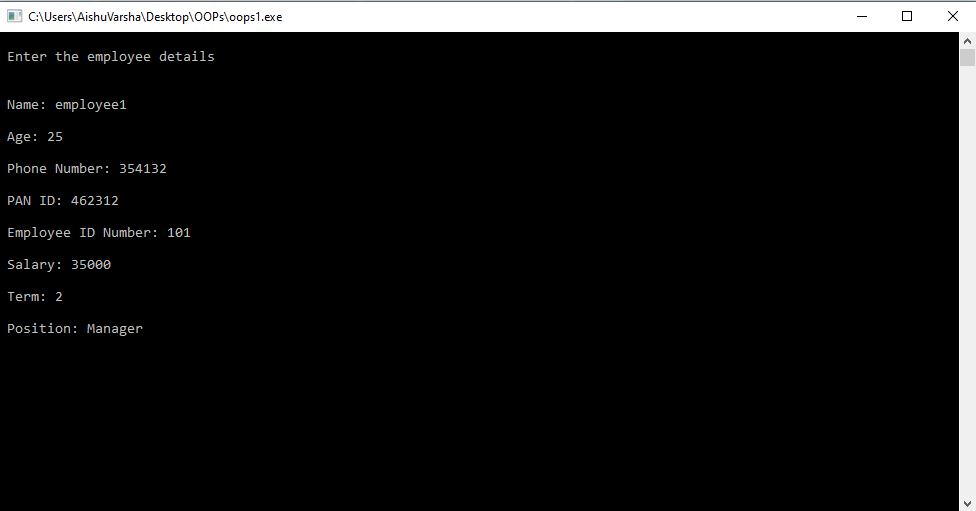 C:\Users\AishuVarsha\Desktop\OOPs\oops1.exe
Enter the employee details
Name: employee1
Age: 25
Phone Number: 354132
PAN ID: 462312
Employee ID Number: 101
Salary: 35000
Term: 2
Position: Manager